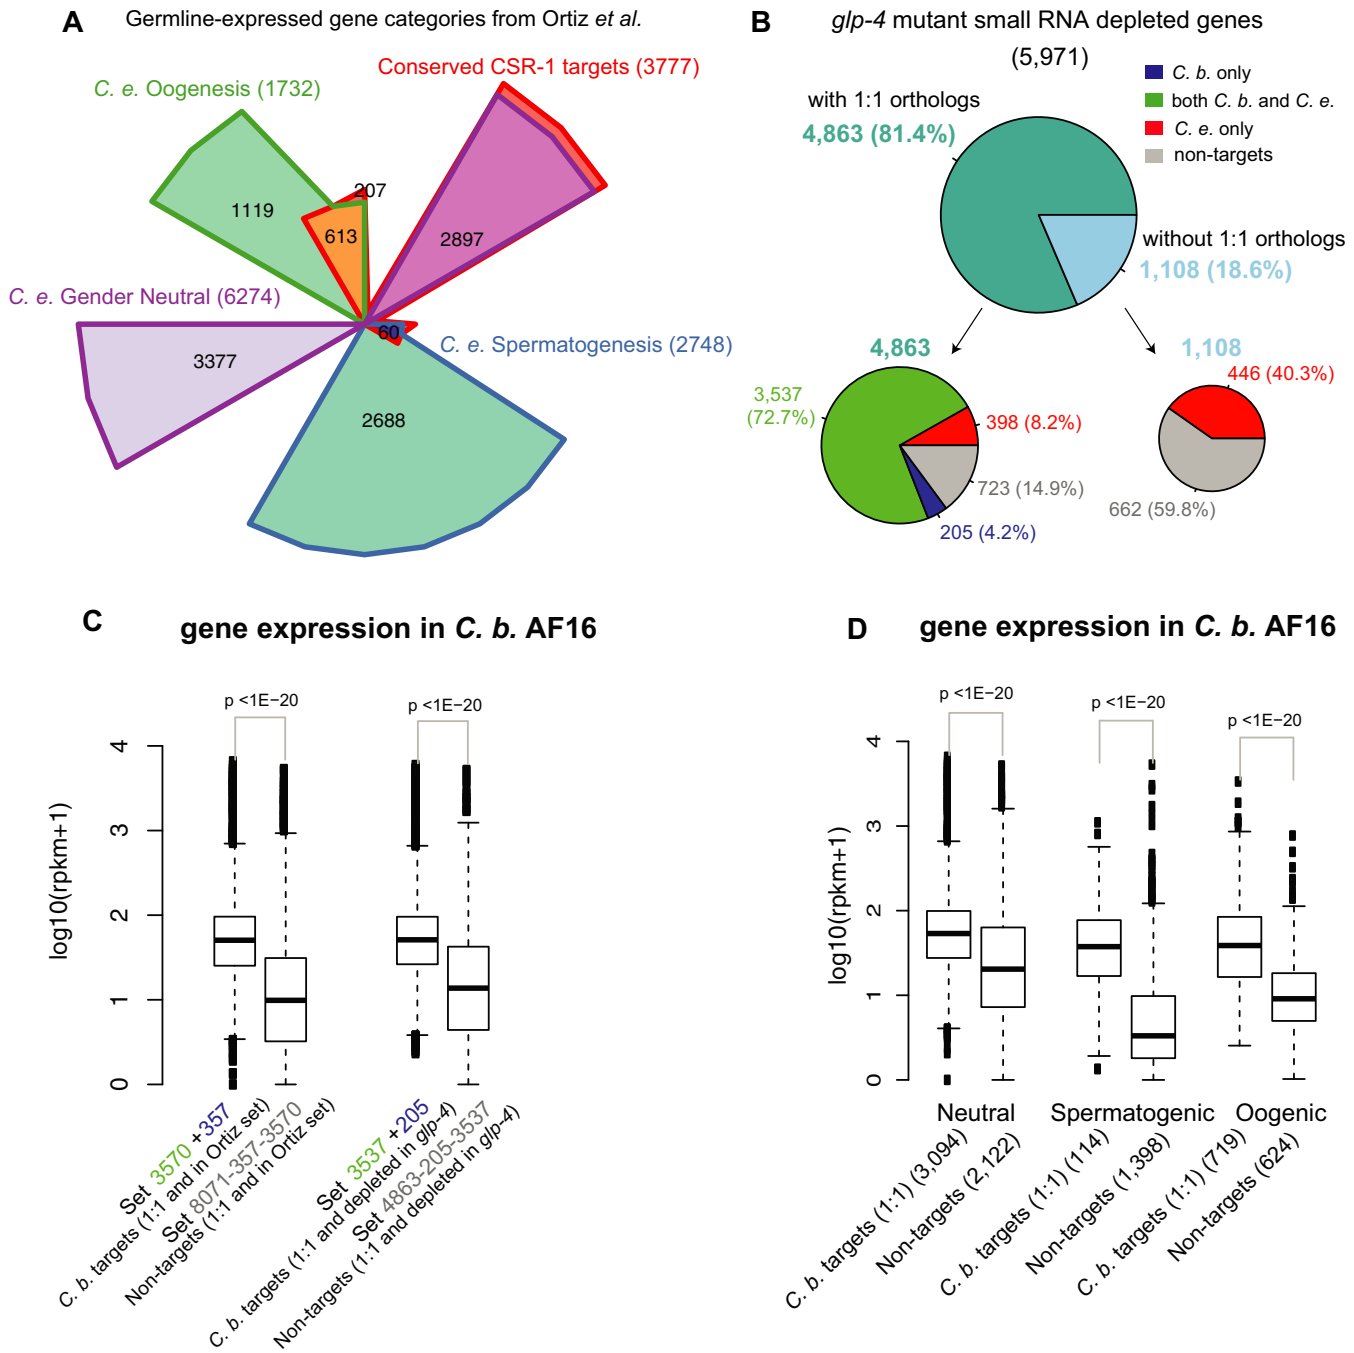 A
Germline-expressed gene categories from Ortiz et al.
Conserved CSR-1 targets (3777)
C. e. Oogenesis (1732)
207
1119
613
2897
C. e. Gender Neutral (6274)
60
C. e. Spermatogenesis (2748)
3377
2688
B
glp-4 mutant small RNA depleted genes
(5,971)
C. b. only
both C. b. and C. e.
C. e. only
non-targets
with 1:1 orthologs
4,863 (81.4%)
without 1:1 orthologs
1,108 (18.6%)
4,863
1,108
3,537
(72.7%)
398 (8.2%)
723 (14.9%)
205 (4.2%)
446 (40.3%)
662 (59.8%)
C
gene expression in C. b. AF16
p <1E−20
p <1E−20
log10(rpkm+1)
4
3
2
1
0
Set 3570 +357
C. b. targets (1:1 and in Ortiz set)
Set 8071-357-3570
Non-targets (1:1 and in Ortiz set)
Set 3537 +205
C. b. targets (1:1 and depleted in glp-4)
Set 4863-205-3537
Non-targets (1:1 and depleted in glp-4)
D
gene expression in C. b. AF16
p <1E−20
p <1E−20
p <1E−20
log10(rpkm+1)
4
3
2
1
0
Neutral
Spermatogenic
Oogenic
C. b. targets (1:1) (3,094)
Non-targets (2,122)
C. b. targets (1:1) (114)
Non-targets (1,398)
C. b. targets (1:1) (719)
Non-targets (624)